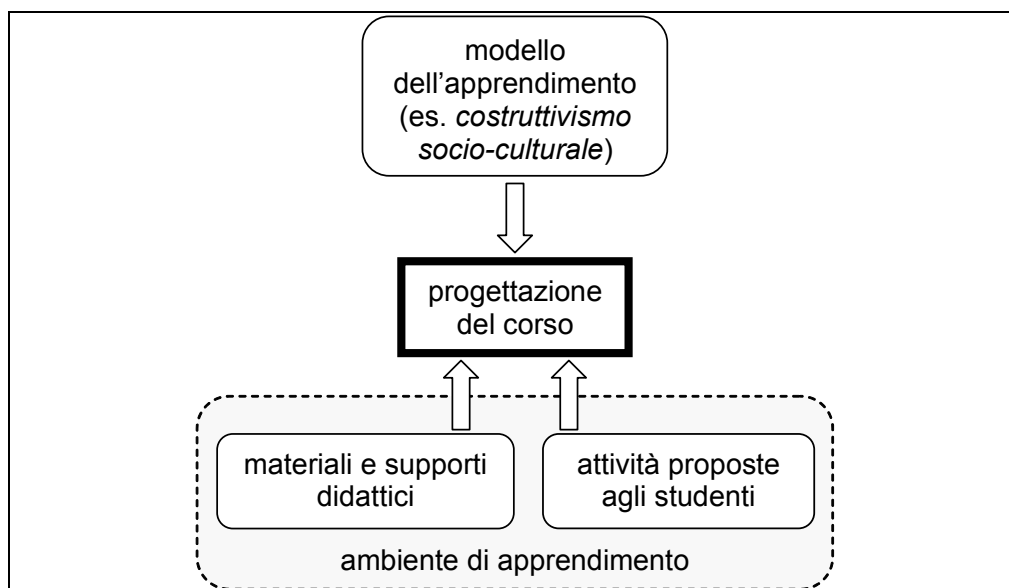 modello
dell’apprendimento
(es. costruttivismo
socio-culturale)
progettazione
del corso
materiali e supporti
didattici
attività proposte
agli studenti
ambiente di apprendimento